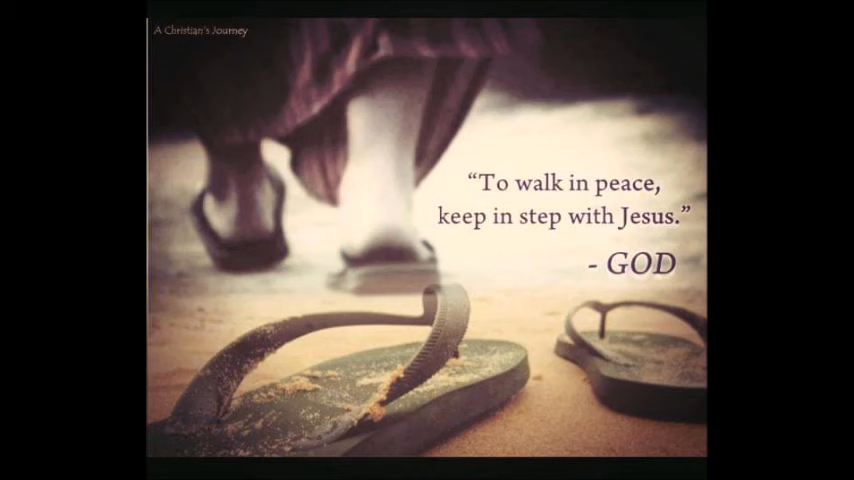 A Christian's Journey
“To walk in peace,
keep in step with Jesus.”
- GOD